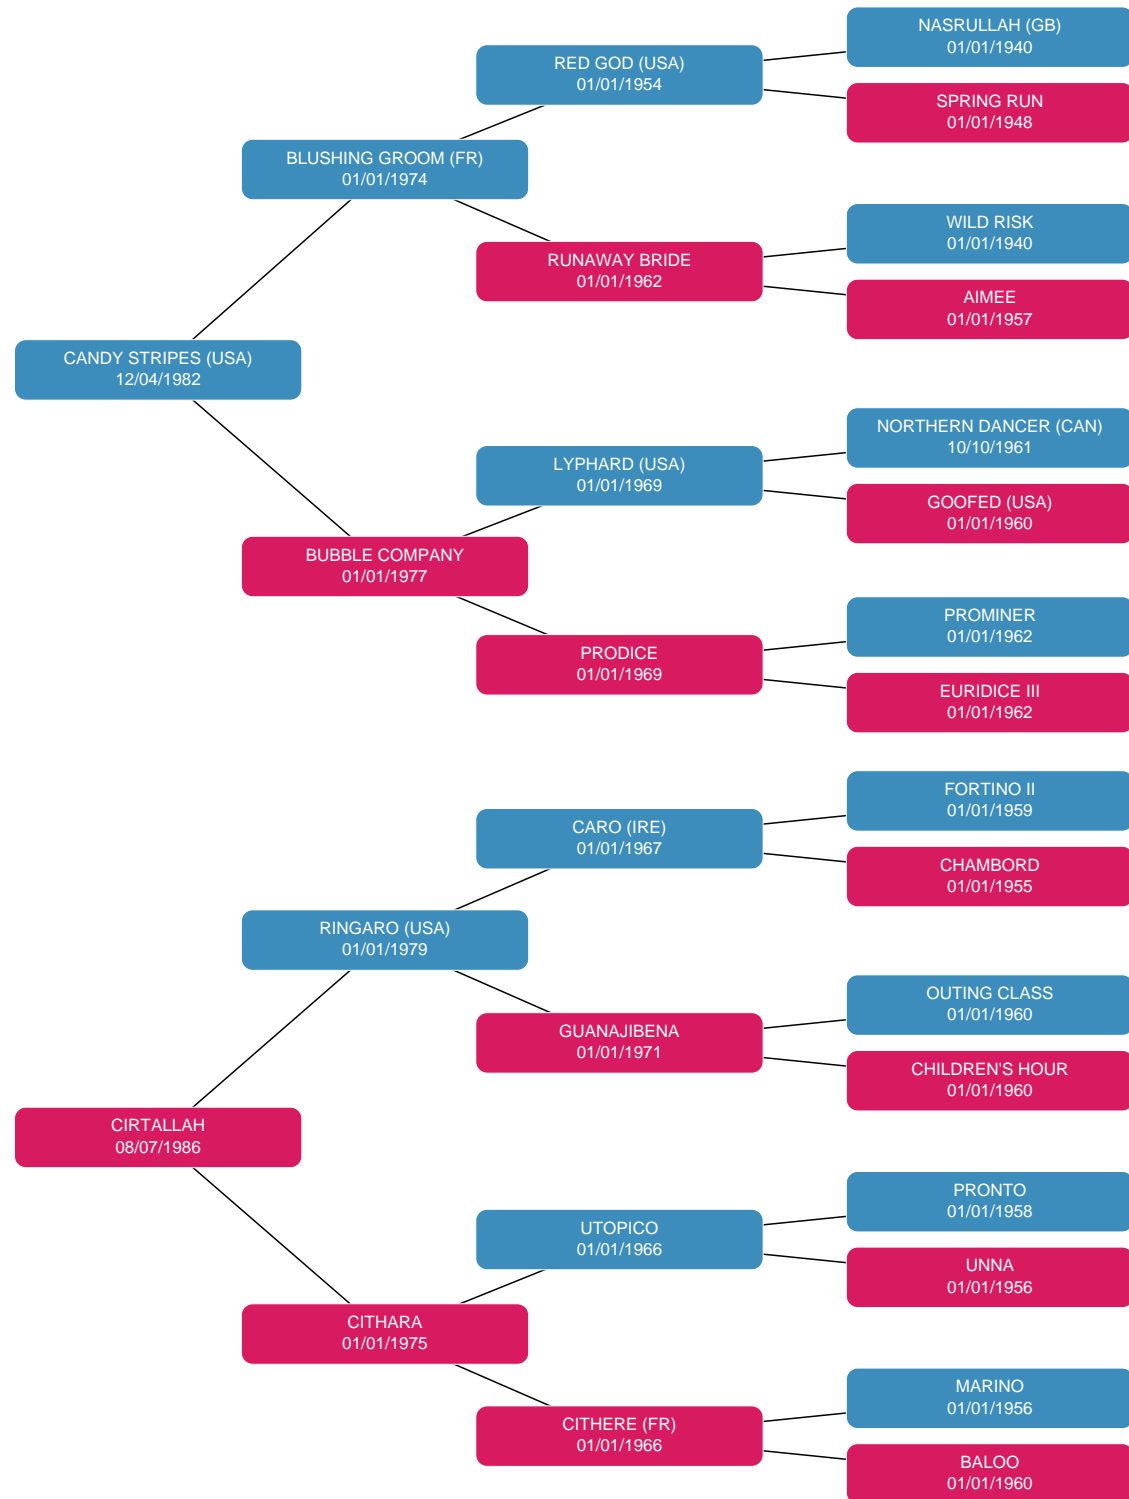 NASRULLAH (GB)
01/01/1940
RED GOD (USA)
01/01/1954
SPRING RUN
01/01/1948
BLUSHING GROOM (FR)
01/01/1974
WILD RISK
01/01/1940
RUNAWAY BRIDE
01/01/1962
AIMEE
01/01/1957
CANDY STRIPES (USA)
12/04/1982
NORTHERN DANCER (CAN)
10/10/1961
LYPHARD (USA)
01/01/1969
GOOFED (USA)
01/01/1960
BUBBLE COMPANY
01/01/1977
PROMINER
01/01/1962
PRODICE
01/01/1969
EURIDICE III
01/01/1962
FORTINO II
01/01/1959
CARO (IRE)
01/01/1967
CHAMBORD
01/01/1955
RINGARO (USA)
01/01/1979
OUTING CLASS
01/01/1960
GUANAJIBENA
01/01/1971
CHILDREN'S HOUR
01/01/1960
CIRTALLAH
08/07/1986
PRONTO
01/01/1958
UTOPICO
01/01/1966
UNNA
01/01/1956
CITHARA
01/01/1975
MARINO
01/01/1956
CITHERE (FR)
01/01/1966
BALOO
01/01/1960